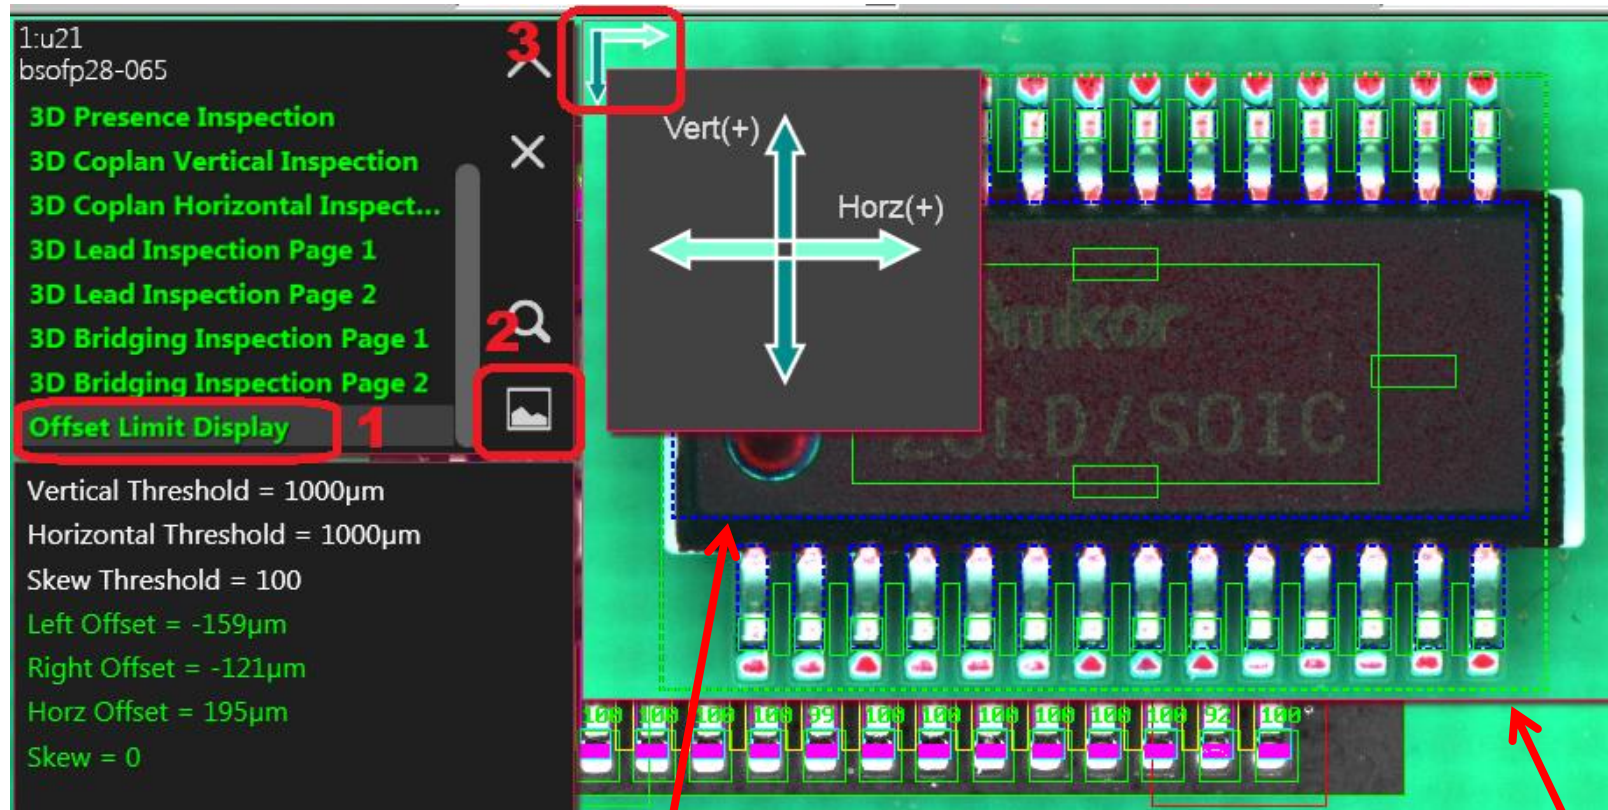 1:u21
bsofp28-065
3D Presence Inspection
3D Coplan Vertical Inspection
3D Coplan Horizontal Inspect...
3D Lead Inspection Page 1
3D Lead Inspection Page 2
3D Bridging Inspection Page 1
3D Bridging Inspection Page 2
Offset Limit Display
1
2
3
Vertical Threshold = 1000µm
Horizontal Threshold = 1000µm
Skew Threshold = 100
Left Offset = -159µm
Right Offset = -121µm
Horz Offset = 195µm
Skew = 0
Vert(+)
Horz(+)
Amkor
28LD/SOIC
100 100 100 100 99 100 100 100 100 100 100 92 100